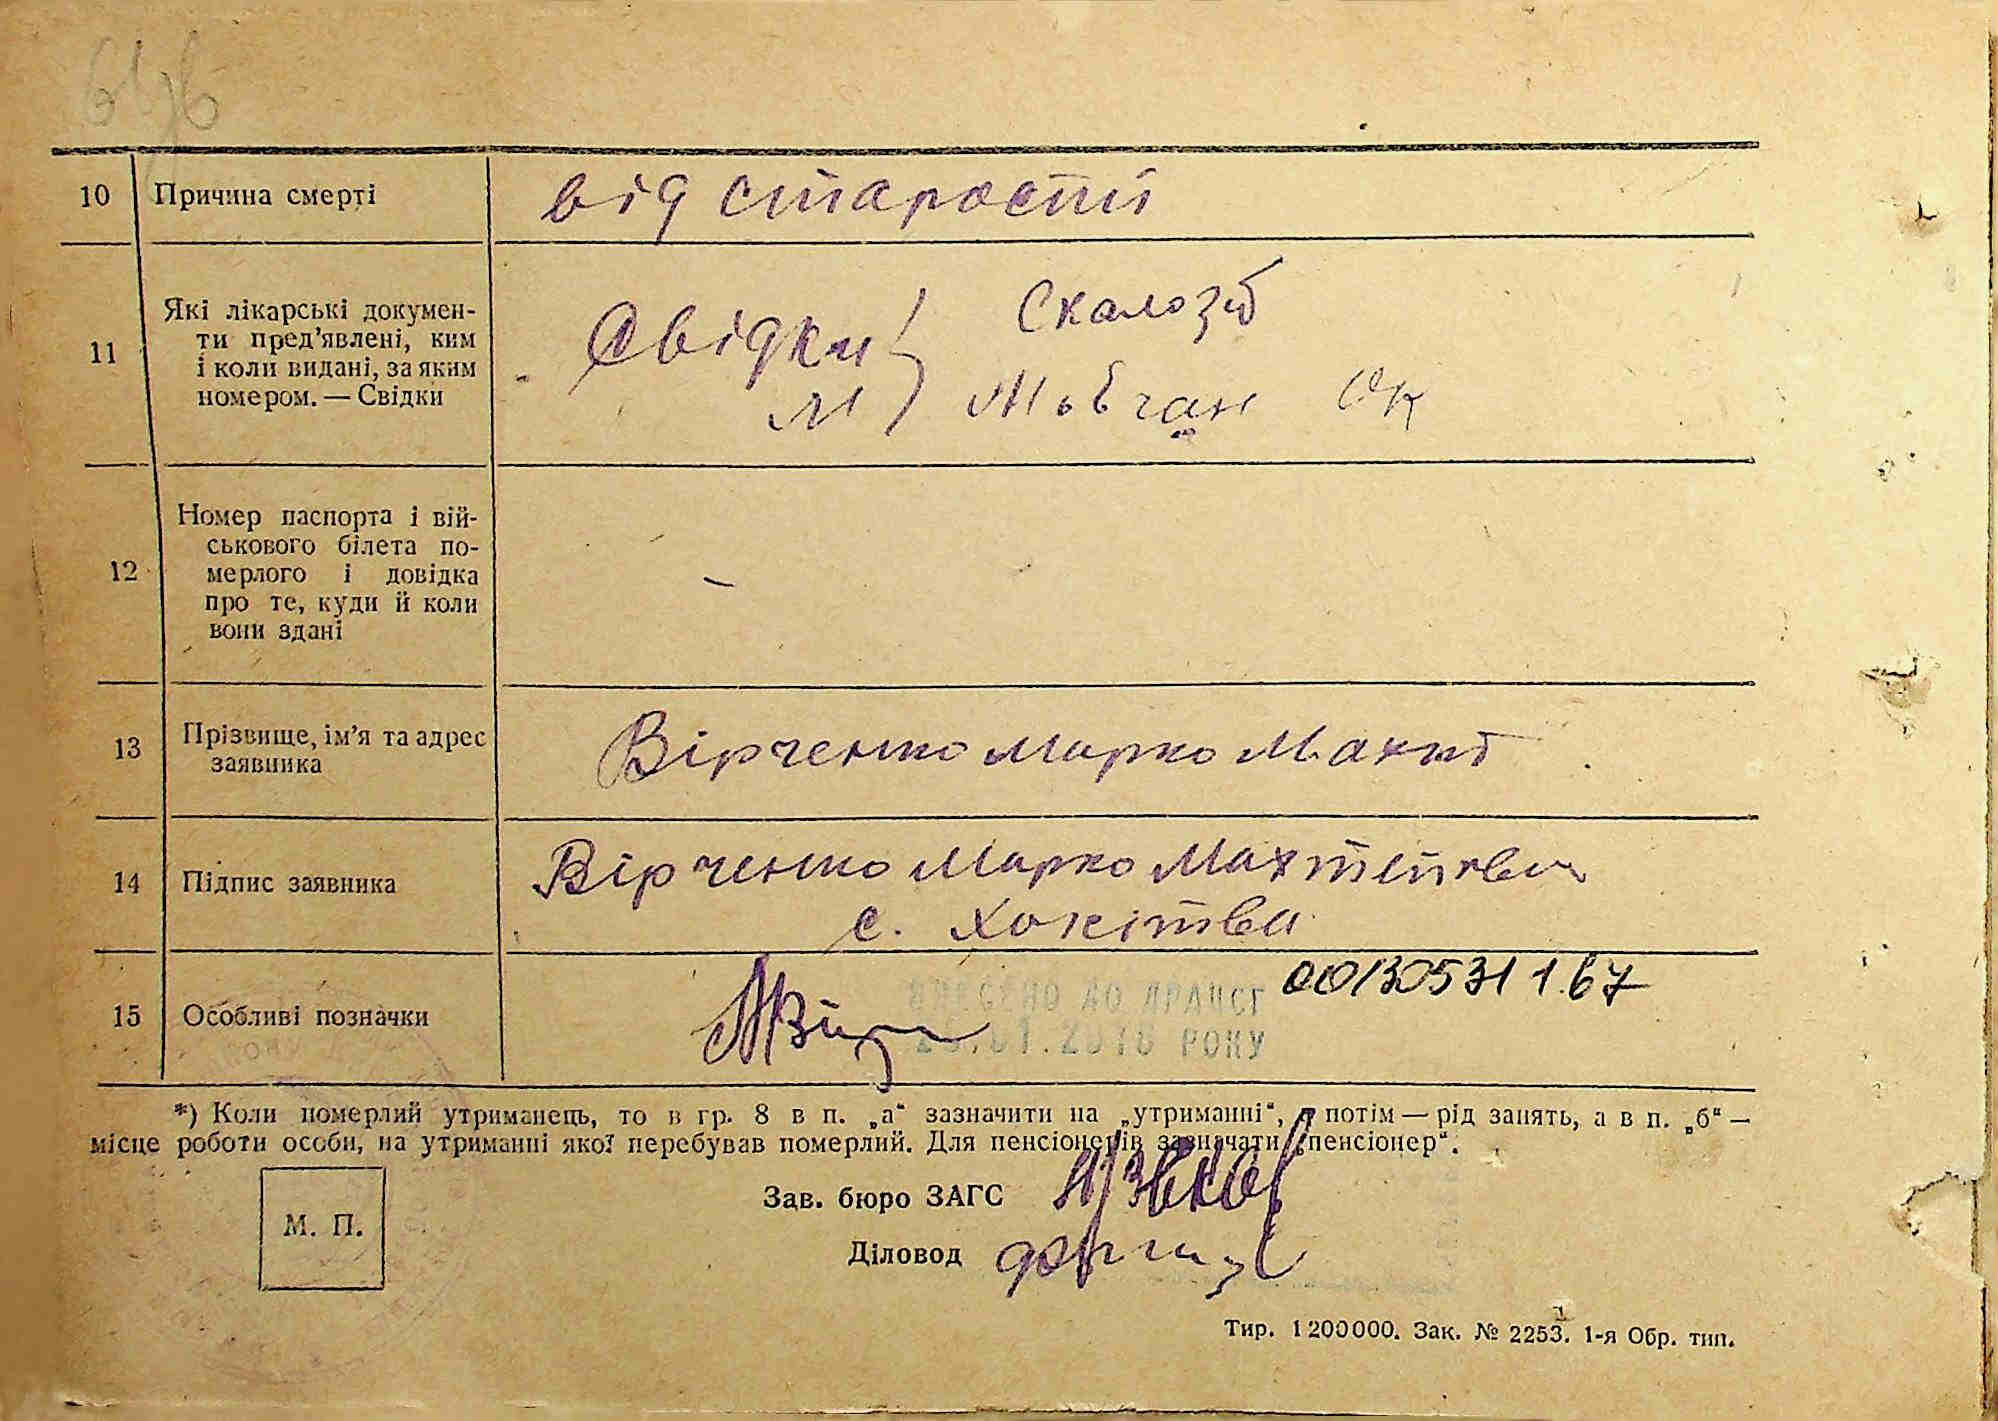 10 Причина смерті від старости
11 Які лікарські докумен-
ти пред'явлені, ким
і коли видані, за яким
номером. — Свідки
Свідки Скалозуб
М Мовчан Ок
12 Номер паспорта і вій-
ськового білета по-
мерлого і довідка
про те, куди й коли
вони здані
-
13 Прізвище, ім'я та адрес
заявника
Вірченко Марко
14 Підпис заявника
Вірченко Марко
с.
00130531167
15 Особливі позначки
ВНЕСЕНО ДО ДРАЦСГ
РОКУ
*) Коли померлий утриманець, то в гр. 8 в п. „а“ зазначити на „утриманні“, а потім — рід занять, а в п. „б“ —
місце роботи особи, на утриманні якої перебував померлий. Для пенсіонерів зазначати „пенсіонер“.
М. П.
Зав. бюро ЗАГС
Діловод
Тир. 1200000. Зак. № 2253. 1-я Обр. тип.